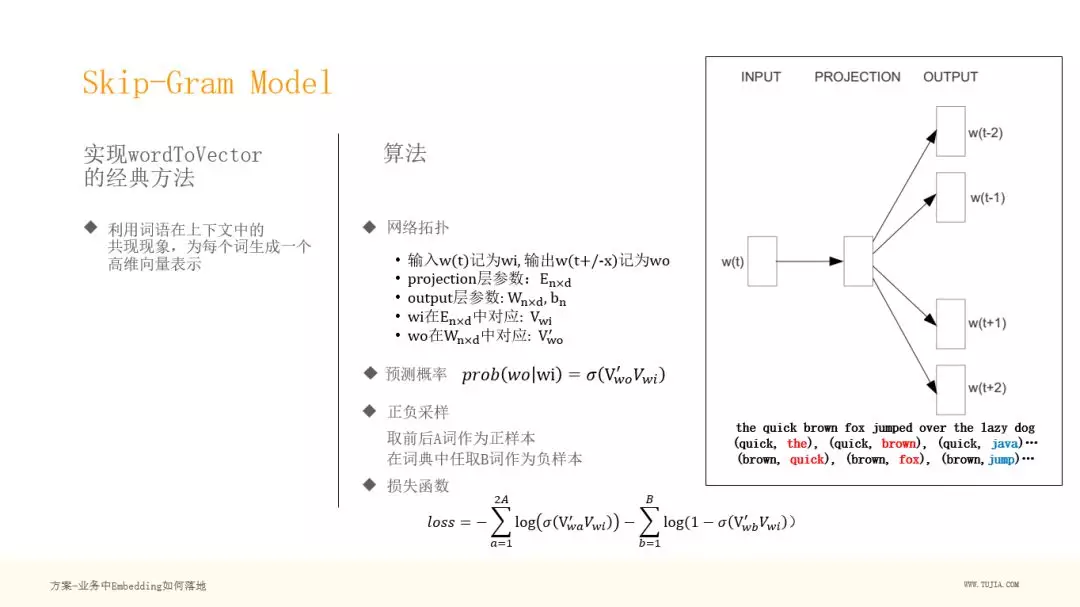 Skip-Gram Model
实现wordToVector
的经典方法
◆ 利用词语在上下文中的
共现现象，为每个词生成一个
高维向量表示
算法
◆ 网络拓扑
• 输入w(t)记为wi, 输出w(t+/-x)记为wo
• projection层参数：E_{n×d}
• output层参数: W_{n×d}, b_n
• wi在E_{n×d}中对应: V_{wi}
• wo在W_{n×d}中对应: V'_{wo}
◆ 预测概率 prob(wo|wi) = σ(V'_{wo}V_{wi})
◆ 正负采样
取前后A词作为正样本
在词典中任取B词作为负样本
◆ 损失函数
loss = −∑_{a=1}^{2A} log(σ(V'_{wa}V_{wi})) − ∑_{b=1}^{B} log(1 − σ(V'_{wb}V_{wi}))
INPUT PROJECTION OUTPUT
w(t-2)
w(t-1)
w(t)
w(t+1)
w(t+2)
the quick brown fox jumped over the lazy dog
(quick, the), (quick, brown), (quick, java)…
(brown, quick), (brown, fox), (brown,jump)…
方案-业务中Embedding如何落地
WWW.TUJIA.COM